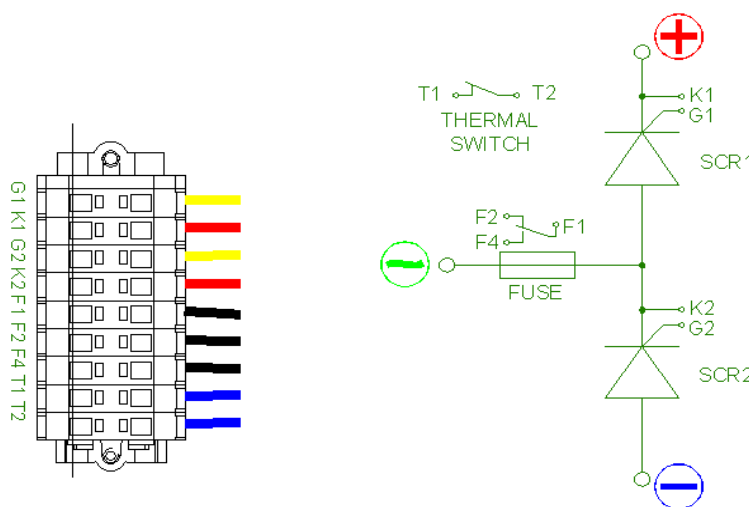 G1 K1 G2 K2 F1 F2 F4 T1 T2
T1
T2
THERMAL
SWITCH
K1
G1
SCR1
F2
F1
F4
FUSE
K2
G2
SCR2